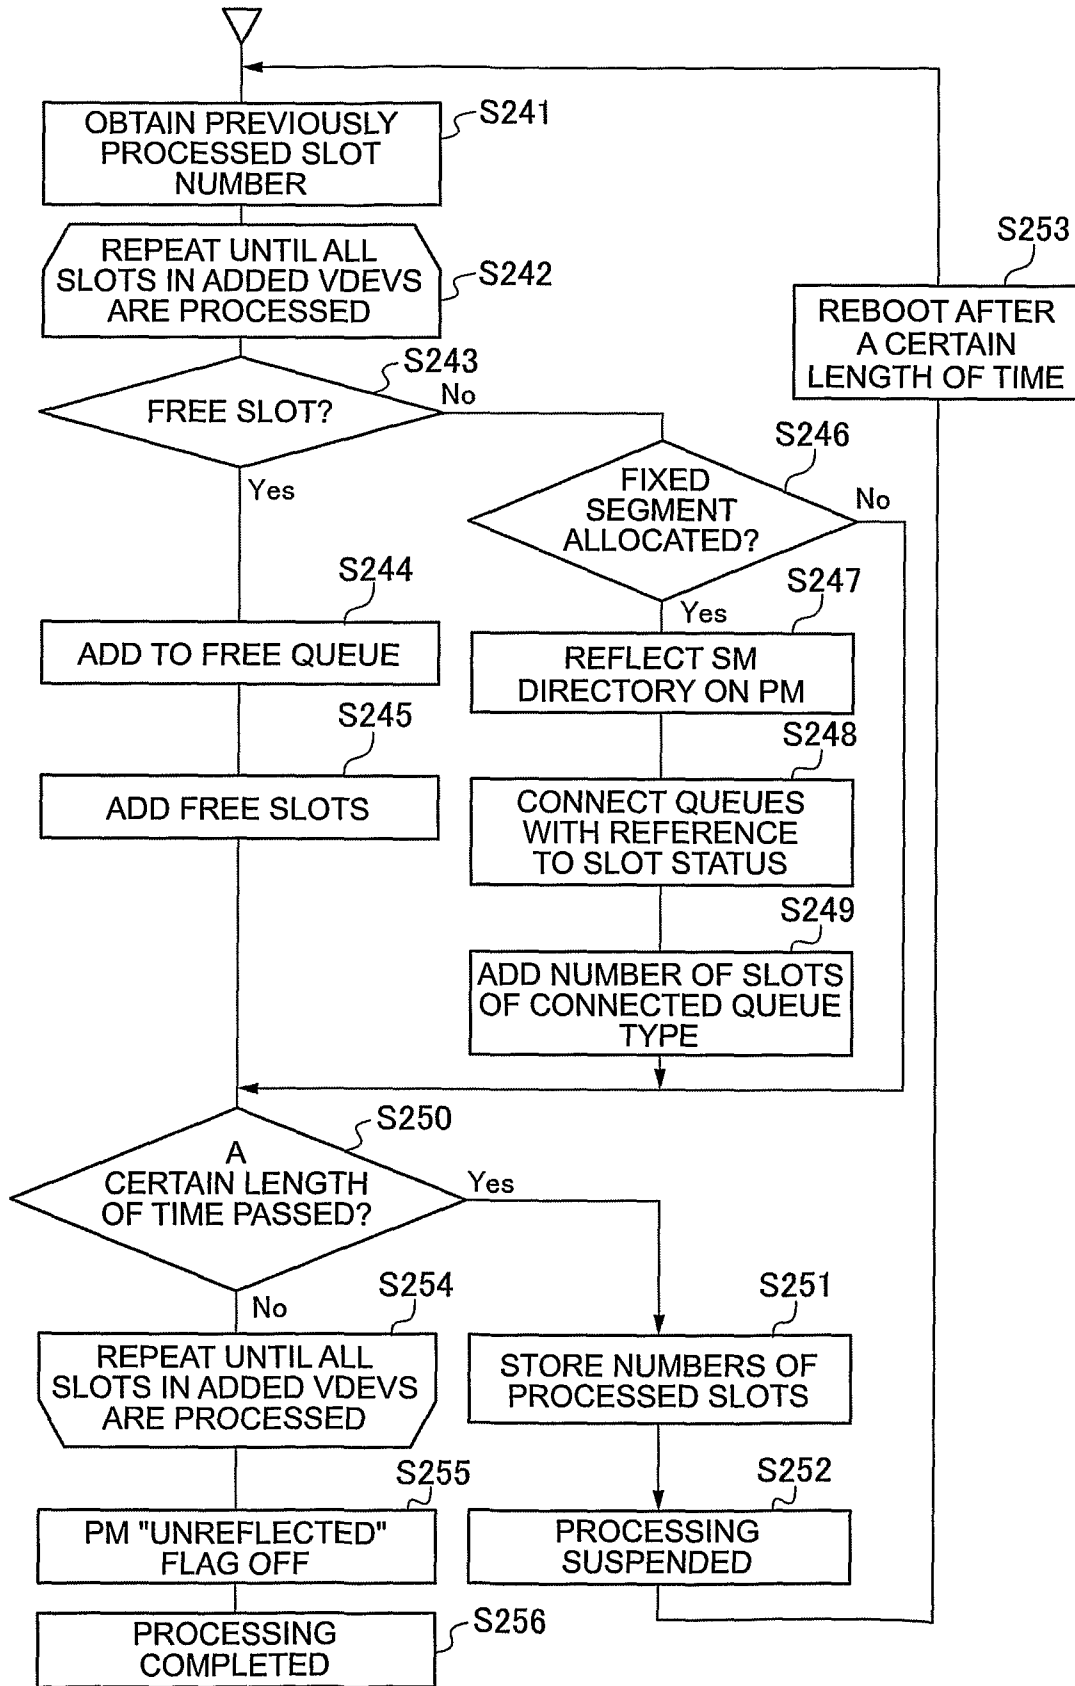 OBTAIN PREVIOUSLY
PROCESSED SLOT
NUMBER
S241
REPEAT UNTIL ALL
SLOTS IN ADDED VDEVS
ARE PROCESSED
S242
S253
REBOOT AFTER
A CERTAIN
LENGTH OF TIME
S243
FREE SLOT?
No
Yes
S246
FIXED
SEGMENT
ALLOCATED?
No
Yes
S244
ADD TO FREE QUEUE
S247
REFLECT SM
DIRECTORY ON PM
S245
ADD FREE SLOTS
S248
CONNECT QUEUES
WITH REFERENCE
TO SLOT STATUS
S249
ADD NUMBER OF SLOTS
OF CONNECTED QUEUE
TYPE
S250
A
CERTAIN LENGTH
OF TIME PASSED?
Yes
No
S254
REPEAT UNTIL ALL
SLOTS IN ADDED VDEVS
ARE PROCESSED
S251
STORE NUMBERS OF
PROCESSED SLOTS
S255
PM "UNREFLECTED"
FLAG OFF
S252
PROCESSING
SUSPENDED
S256
PROCESSING
COMPLETED